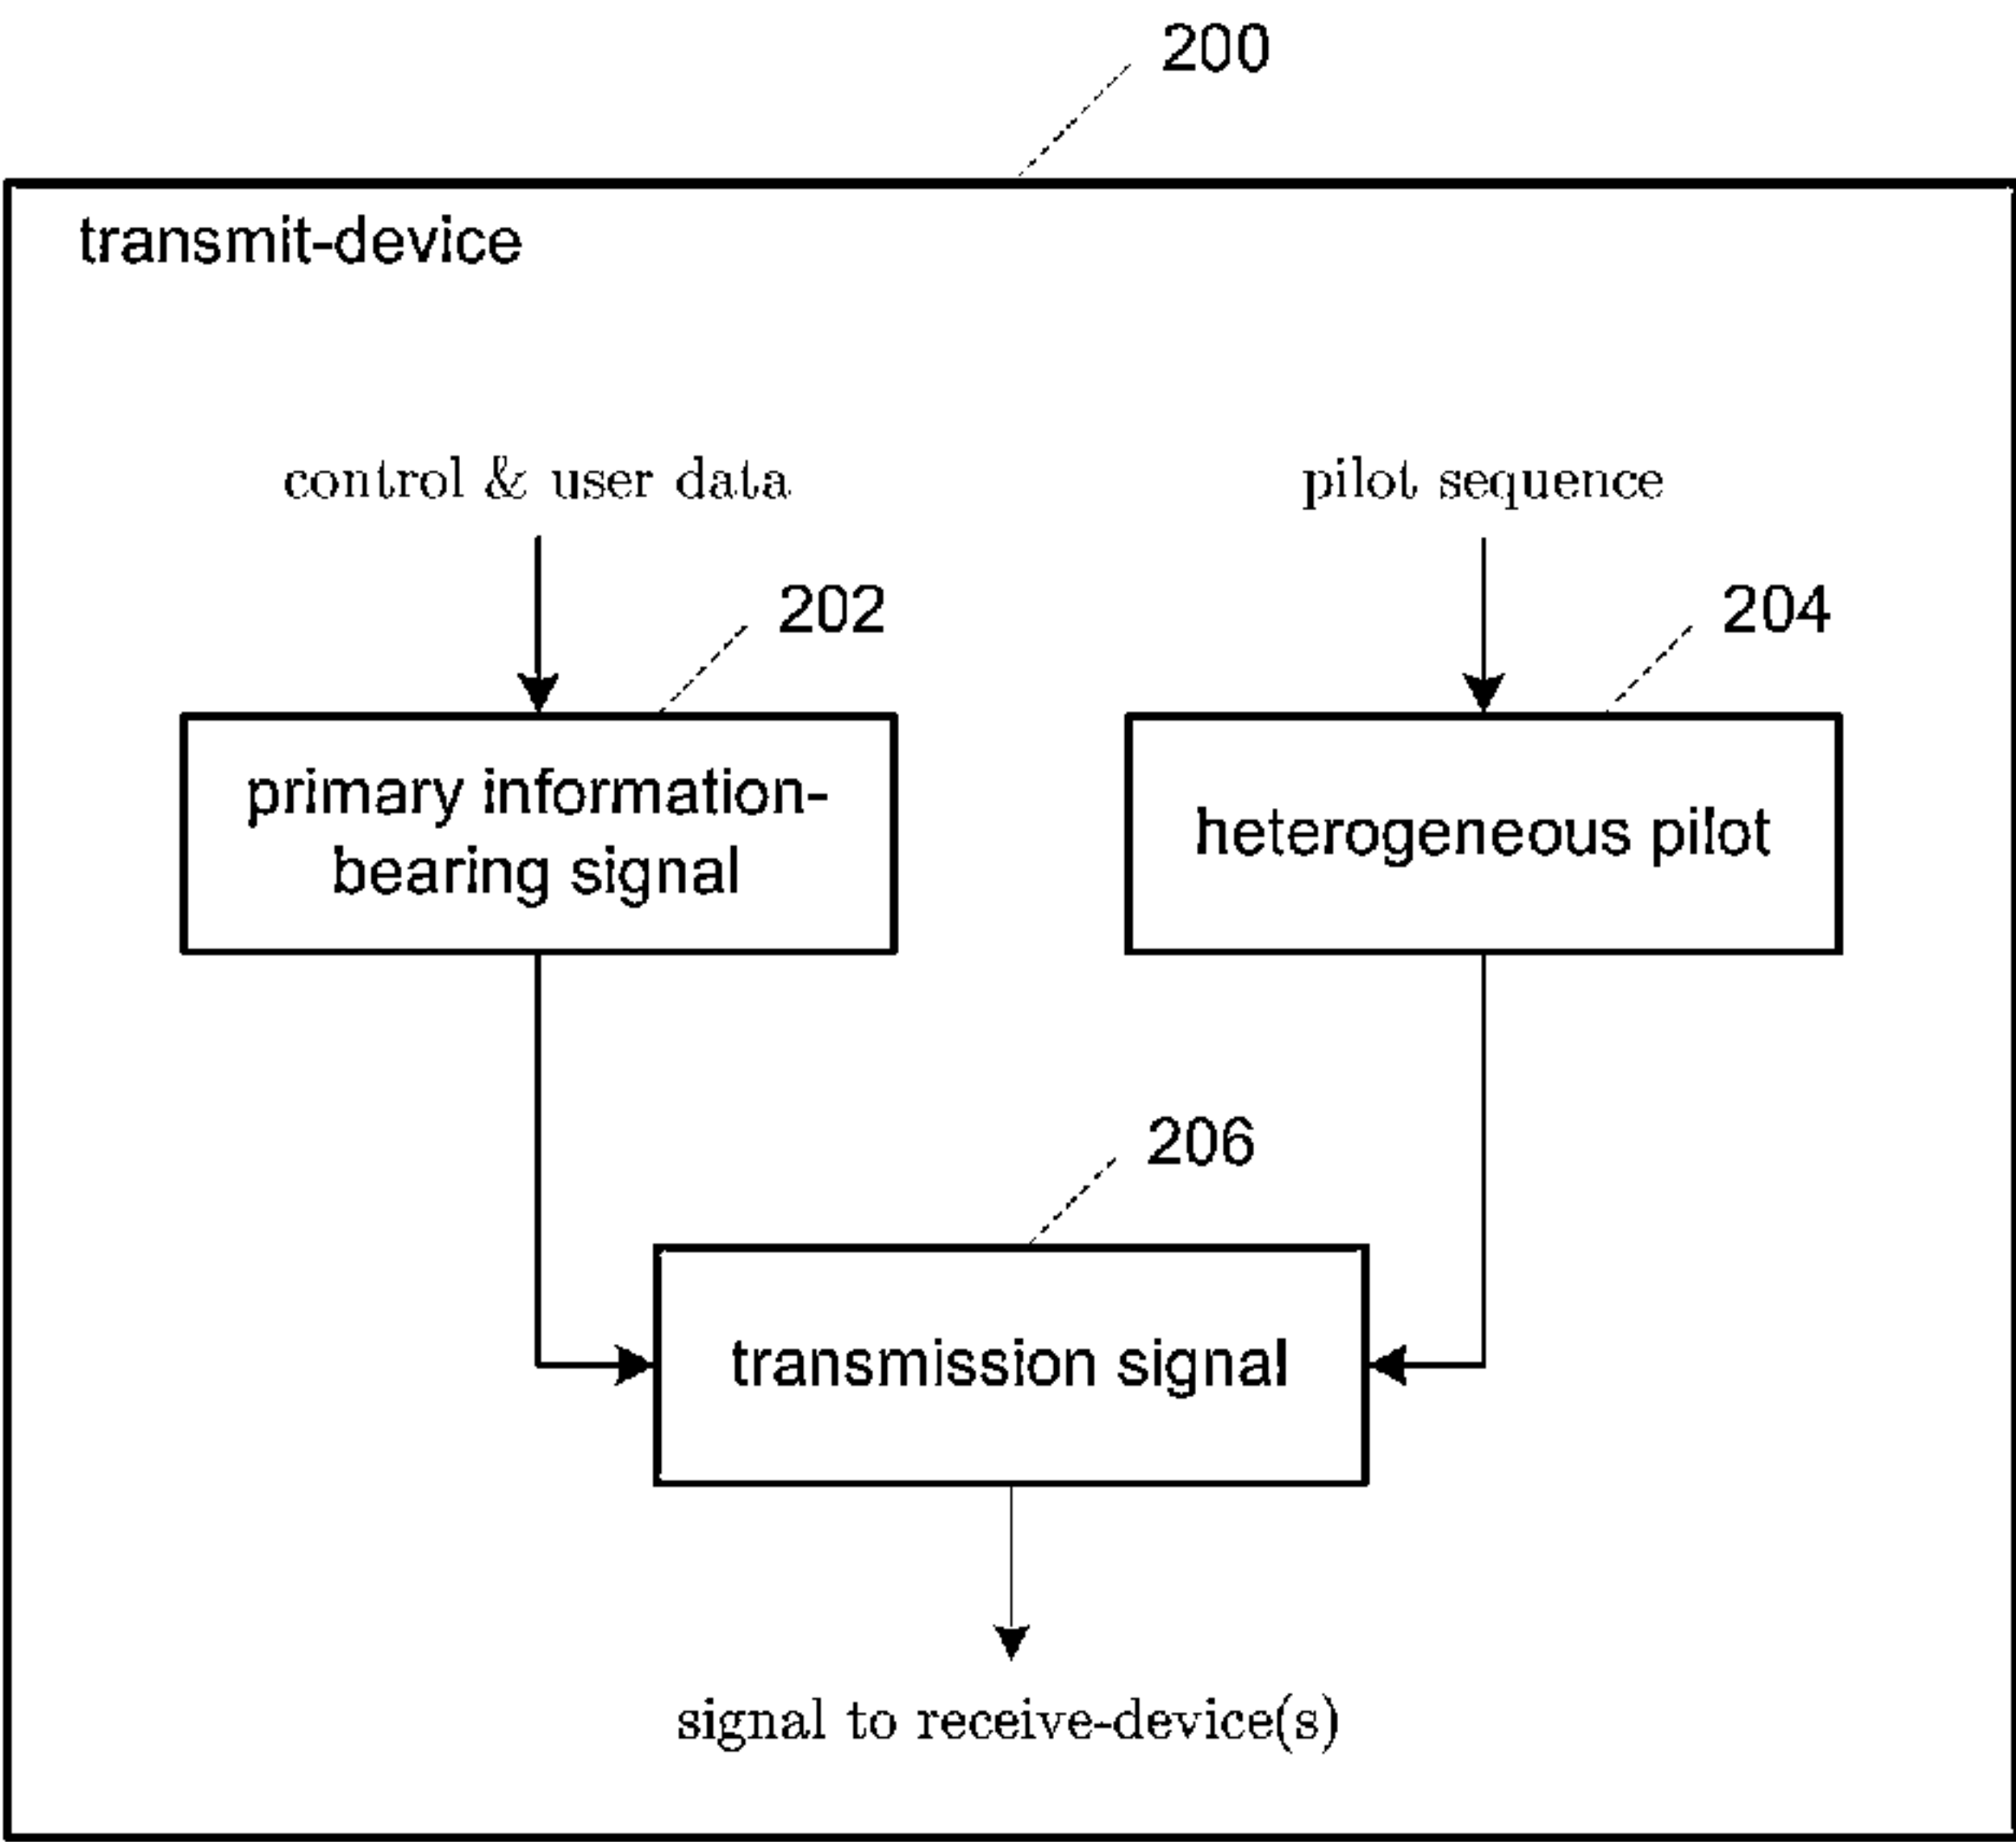 200
transmit-device
control & user data
pilot sequence
202
204
primary information-
bearing signal
heterogeneous pilot
206
transmission signal
signal to receive-device(s)